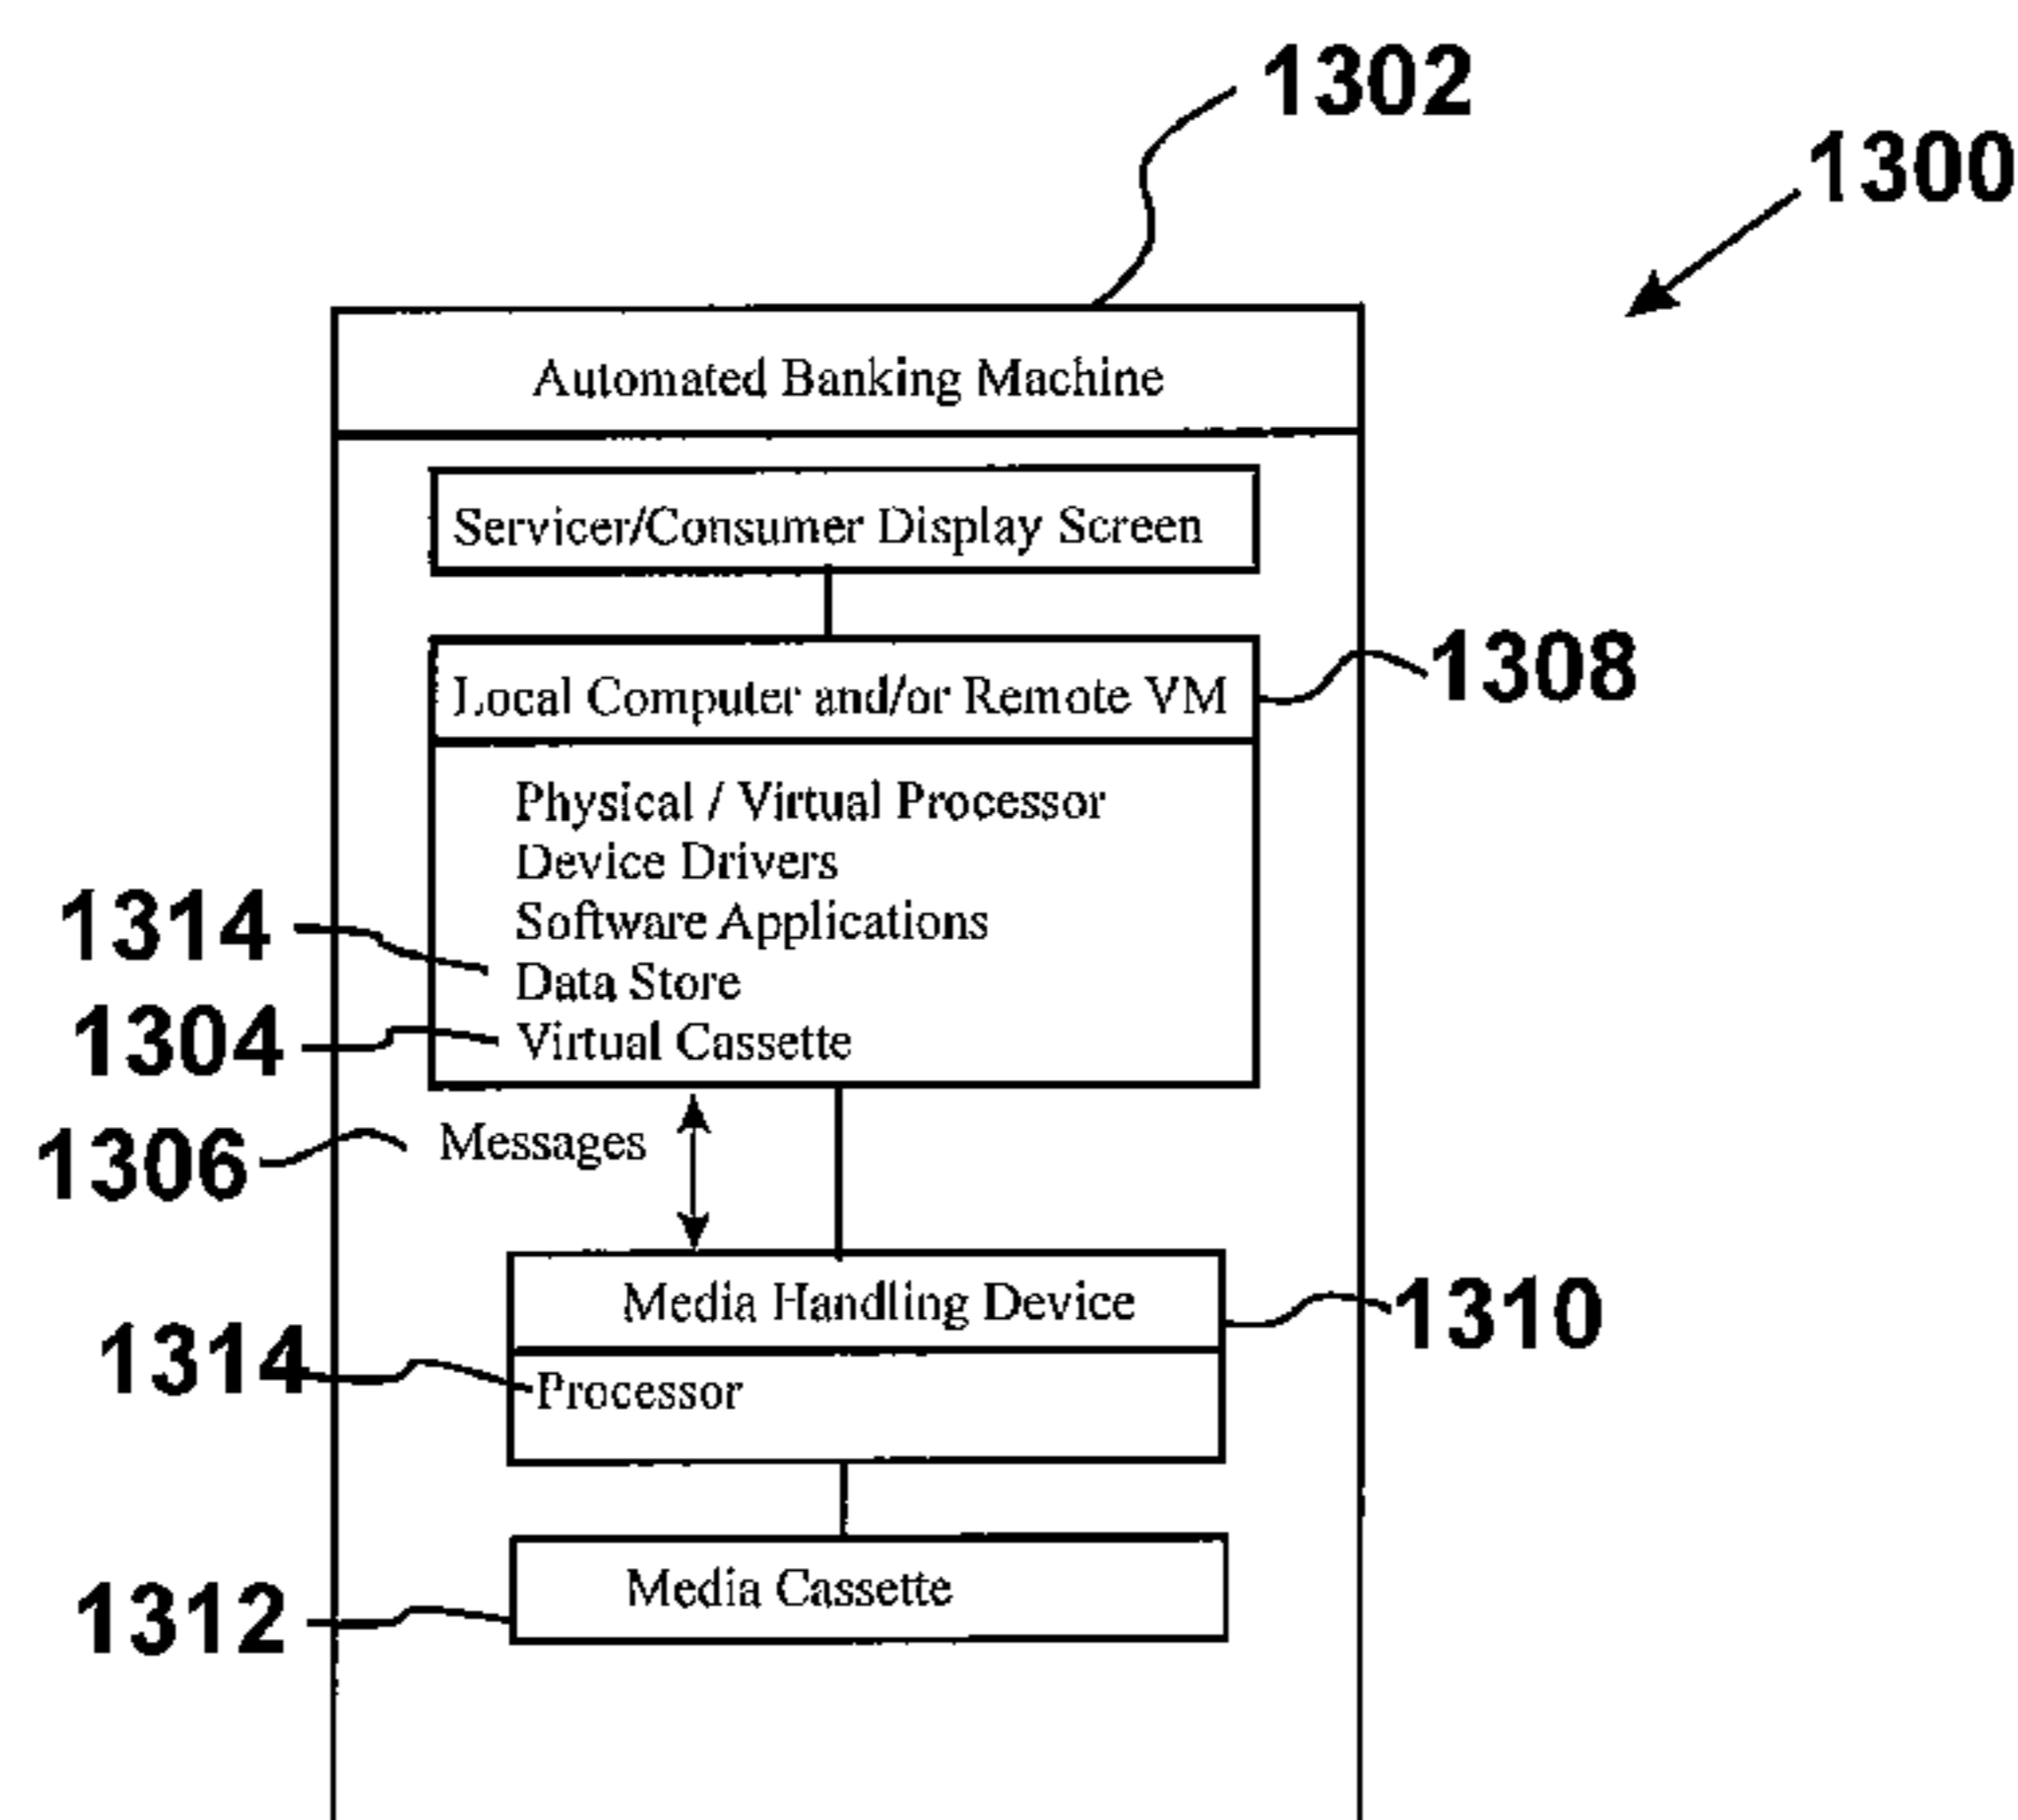 1302
1300
Automated Banking Machine
Servicer/Consumer Display Screen
1308
Local Computer and/or Remote VM
Physical / Virtual Processor
Device Drivers
Software Applications
1314
Data Store
1304
Virtual Cassette
1306
Messages
Media Handling Device
1310
1314
Processor
1312
Media Cassette